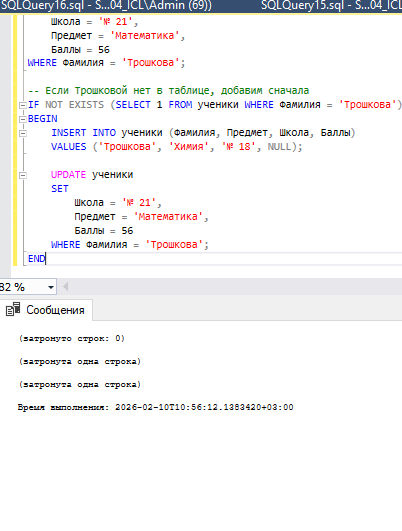 SQLQuery16.sql - S...04_ICL\Admin (69))
SQLQuery15.sql - S...04_ICL
Школа = '№ 21',
Предмет = 'Математика',
Баллы = 56
WHERE Фамилия = 'Трошкова';
-- Если Трошковой нет в таблице, добавим сначала
IF NOT EXISTS (SELECT 1 FROM ученики WHERE Фамилия = 'Трошкова')
BEGIN
INSERT INTO ученики (Фамилия, Предмет, Школа, Баллы)
VALUES ('Трошкова', 'Химия', '№ 18', NULL);
UPDATE ученики
SET
Школа = '№ 21',
Предмет = 'Математика',
Баллы = 56
WHERE Фамилия = 'Трошкова';
END
82 %
Сообщения
(затронуто строк: 0)
(затронута одна строка)
(затронута одна строка)
Время выполнения: 2026-02-10T10:56:12.1383420+03:00